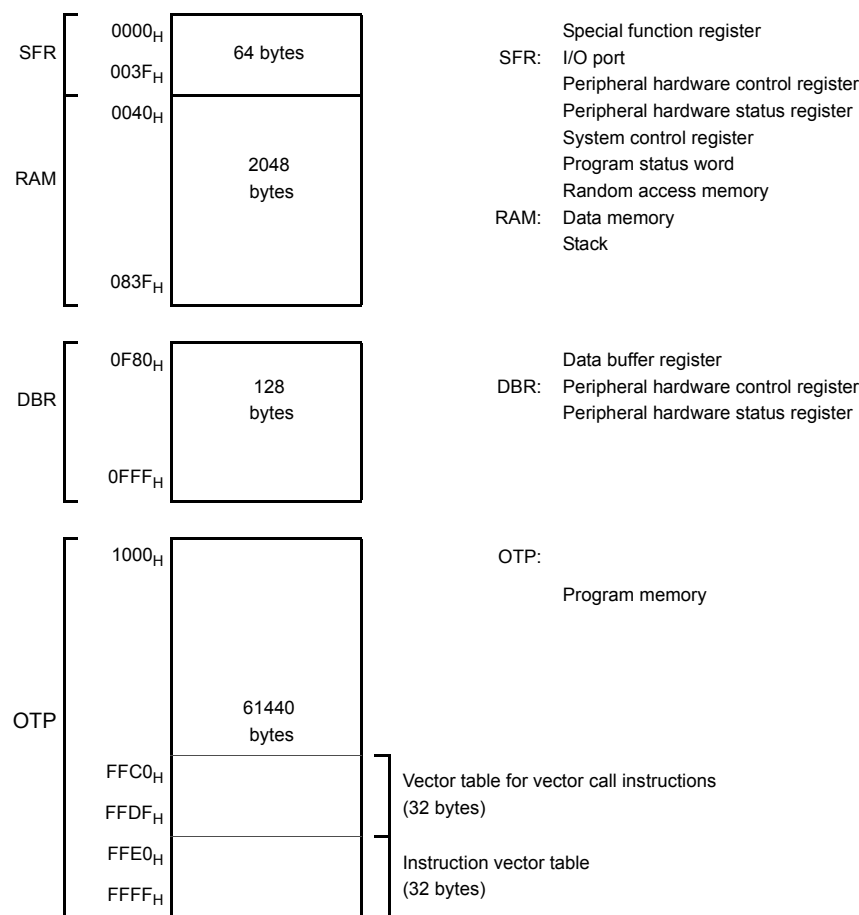 0000H
Special function register
SFR
64 bytes
SFR: I/O port
003FH
Peripheral hardware control register
0040H
Peripheral hardware status register
System control register
RAM
2048
bytes
Program status word
Random access memory
RAM: Data memory
Stack
083FH
0F80H
Data buffer register
DBR
128
bytes
DBR: Peripheral hardware control register
Peripheral hardware status register
0FFFH
1000H
OTP:
Program memory
OTP
61440
bytes
FFC0H
Vector table for vector call instructions
FFDFH
(32 bytes)
FFE0H
Instruction vector table
FFFFH
(32 bytes)